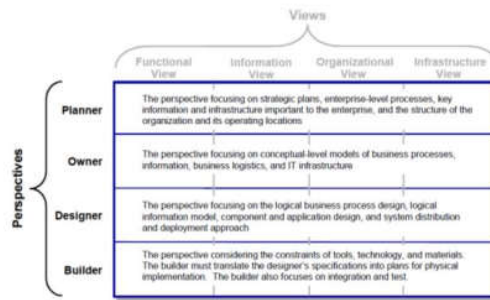 Views
Functional View
Information View
Organizational View
Infrastructure View
Perspectives
Planner
The perspective focusing on strategic plans, enterprise-level processes, key
information and infrastructure important to the enterprise, and the structure of the
organization and its operating locations
Owner
The perspective focusing on conceptual-level models of business processes,
information, business logistics, and IT infrastructure
Designer
The perspective focusing on the logical business process design, logical
information model, component and application design, and system distribution
and deployment approach
Builder
The perspective considering the constraints of tools, technology, and materials.
The builder must translate the designer's specifications into plans for physical
implementation. The builder also focuses on integration and test.